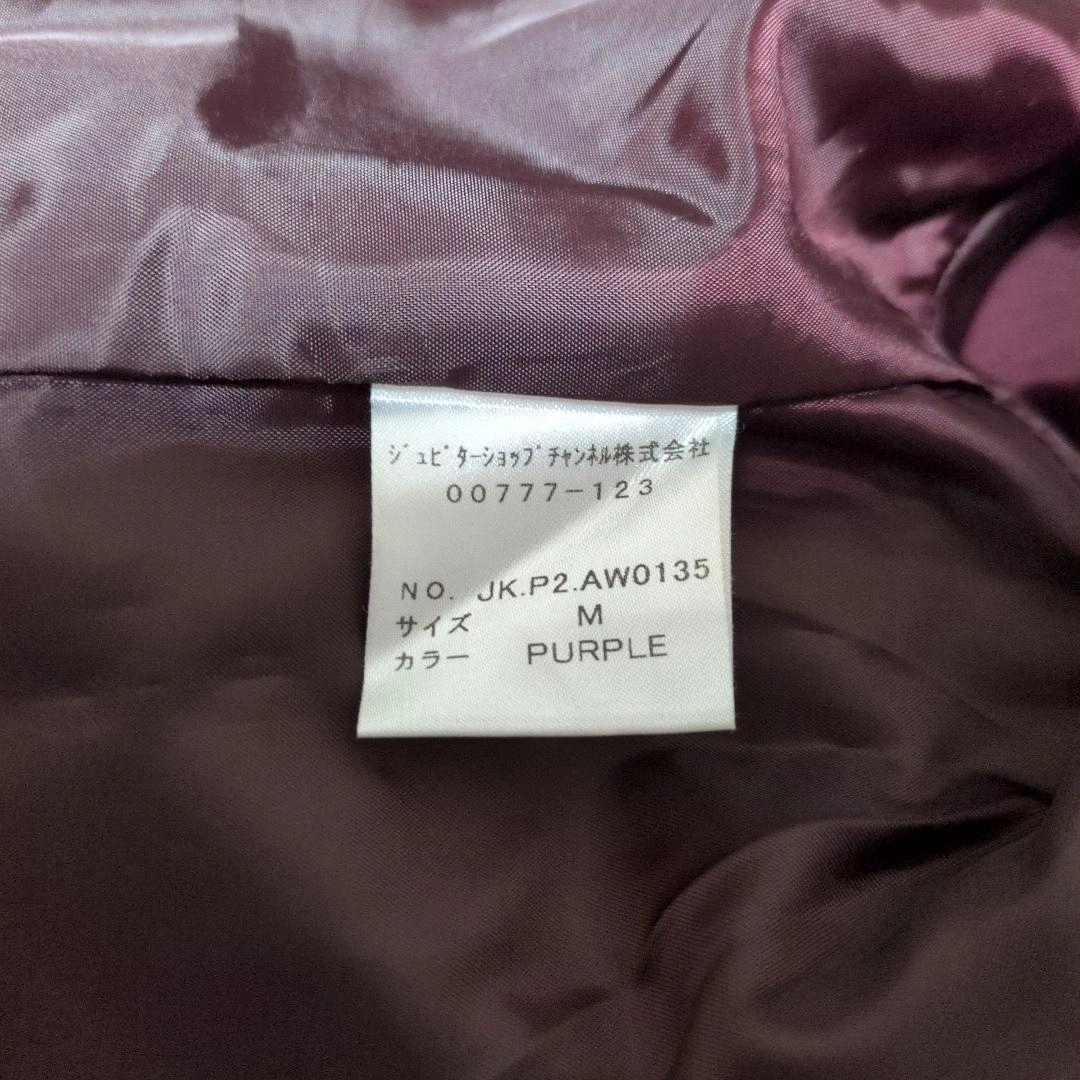 ｼﾞｭﾋﾟﾀｰｼｮｯﾌﾟﾁｬﾝﾈﾙ株式会社
００７７７－１２３
ＮＯ. JK.P2.AW0135
サイズ M
カラー PURPLE